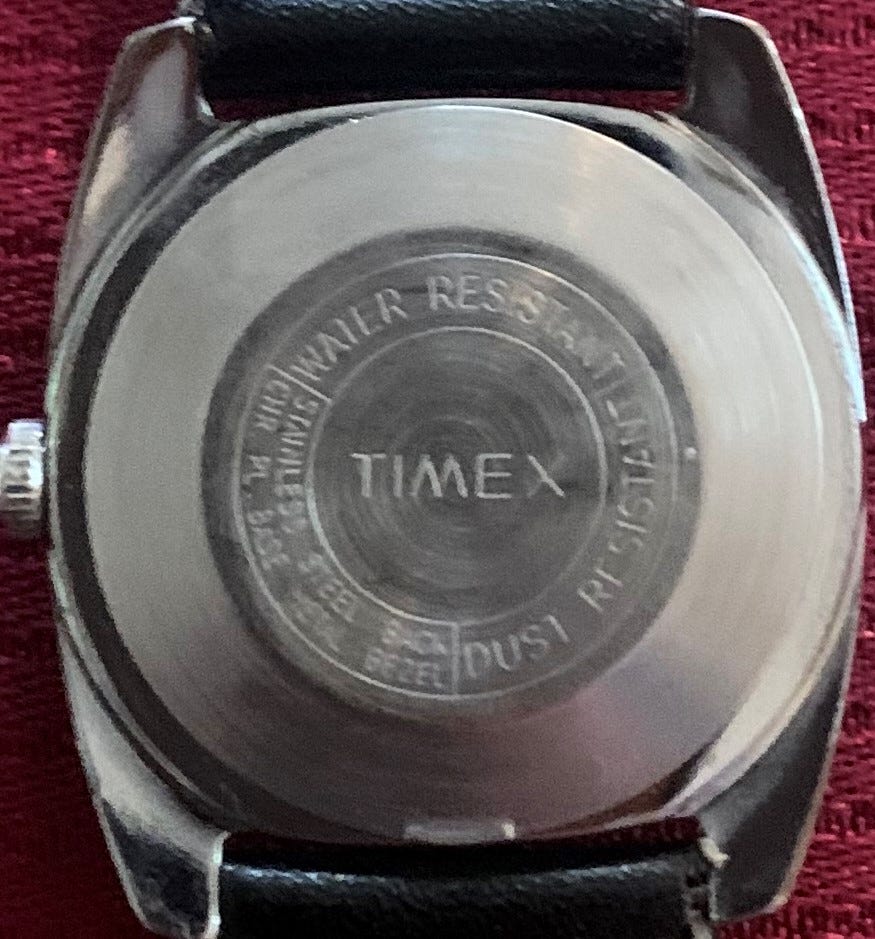 WATER RESISTANT
DUST RESISTANT
STAINLESS STEEL BACK
CHR. PL. BASE METAL BEZEL
TIMEX